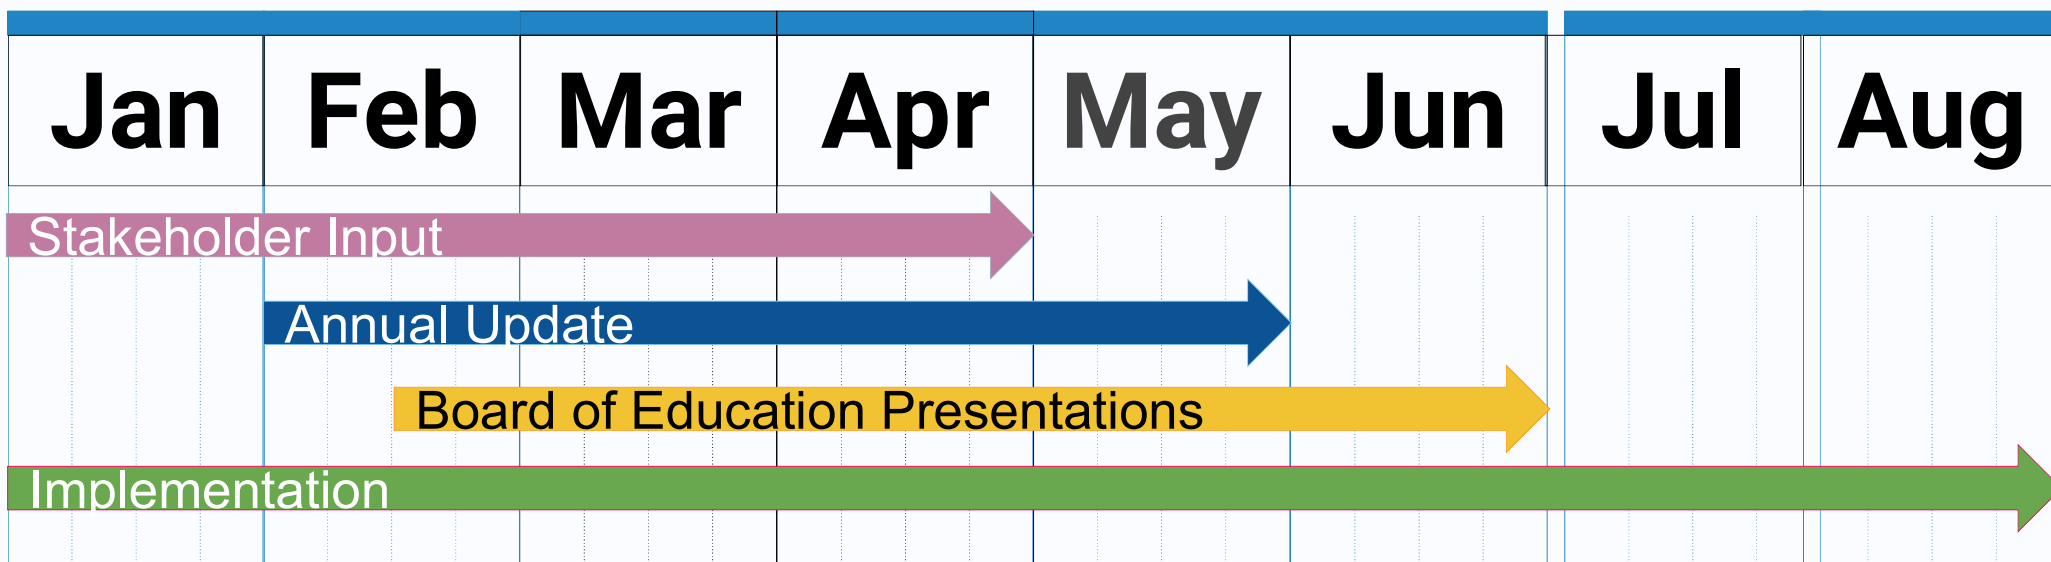 Jan Feb Mar Apr May Jun Jul Aug
Stakeholder Input
Annual Update
Board of Education Presentations
Implementation